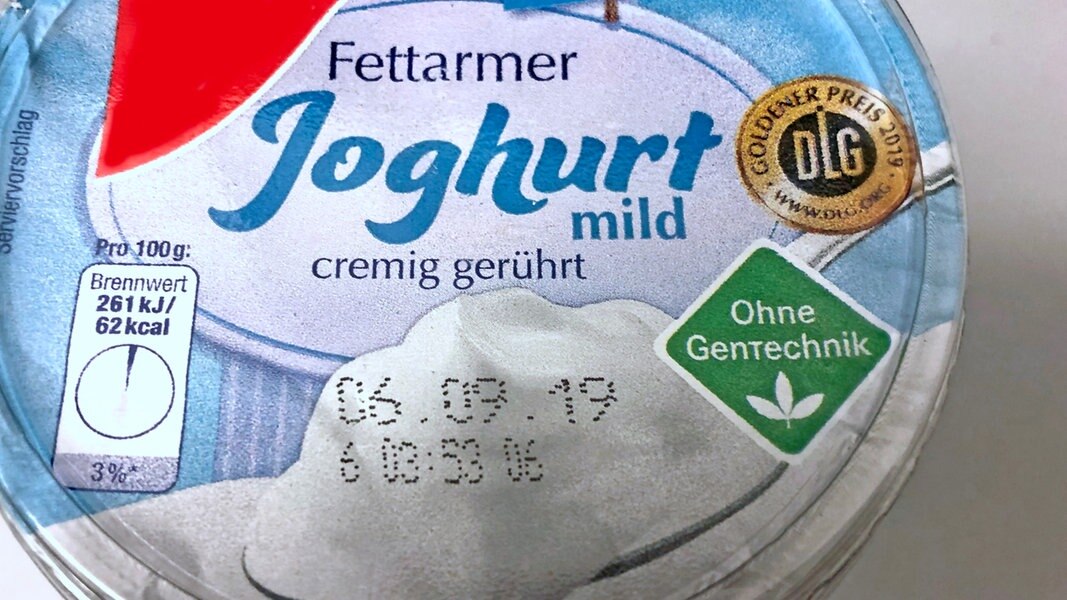 Fettarmer
Joghurt
mild
cremig gerührt
GOLDENER PREIS 2019
DLG
WWW.DLG.ORG
Serviervorschlag
Pro 100g:
Brennwert
261 kJ/
62 kcal
3%*
Ohne
GenTechnik
06.09.19
6 03:53 06